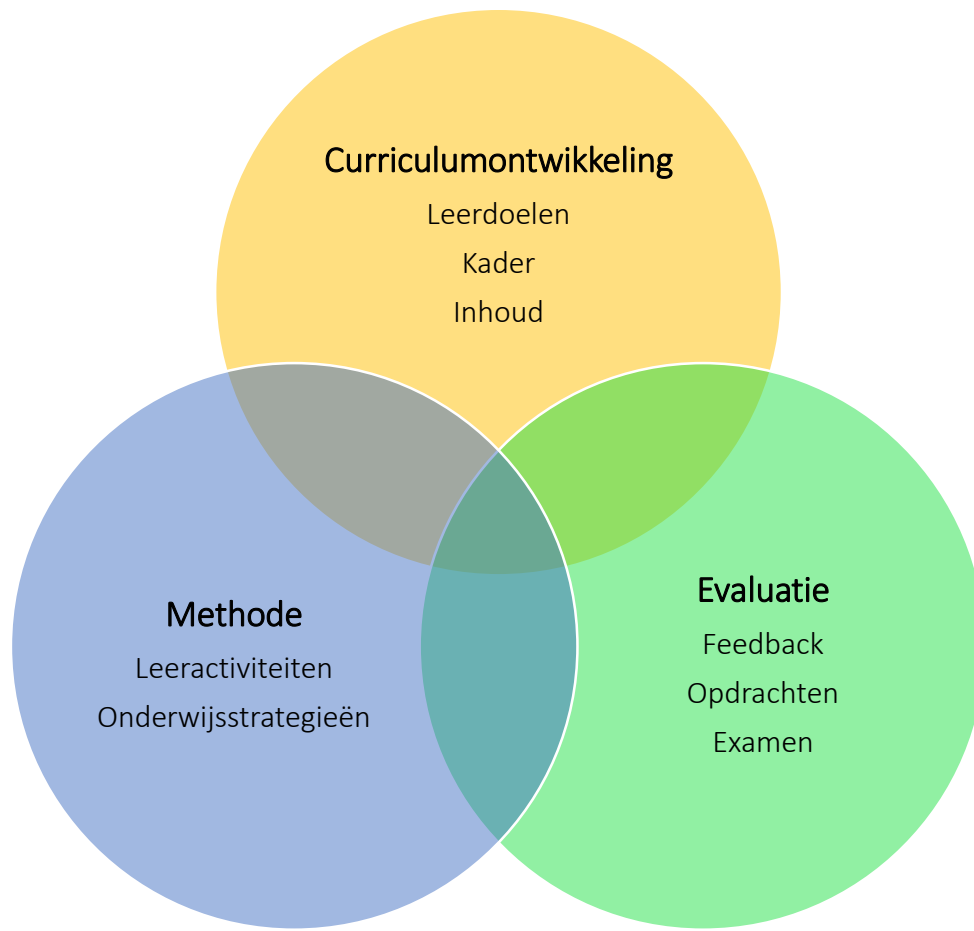 Curriculumontwikkeling
Leerdoelen
Kader
Inhoud
Methode
Leeractiviteiten
Onderwijsstrategieën
Evaluatie
Feedback
Opdrachten
Examen